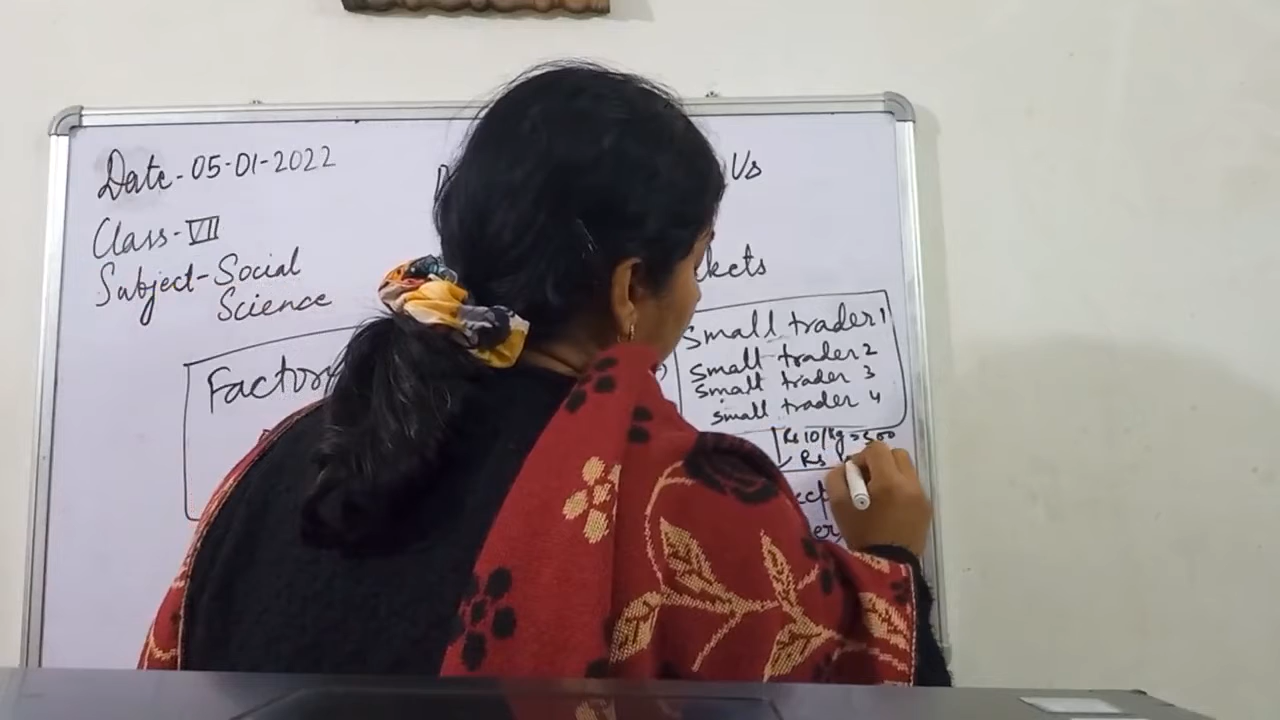 Date-05-01-2022
Us
Class-VII
Subject-Social
Science
kets
Factory
Small trader 1
Small trader 2
Small trader 3
small trader 4
Rs 10/kg = 500
Rs